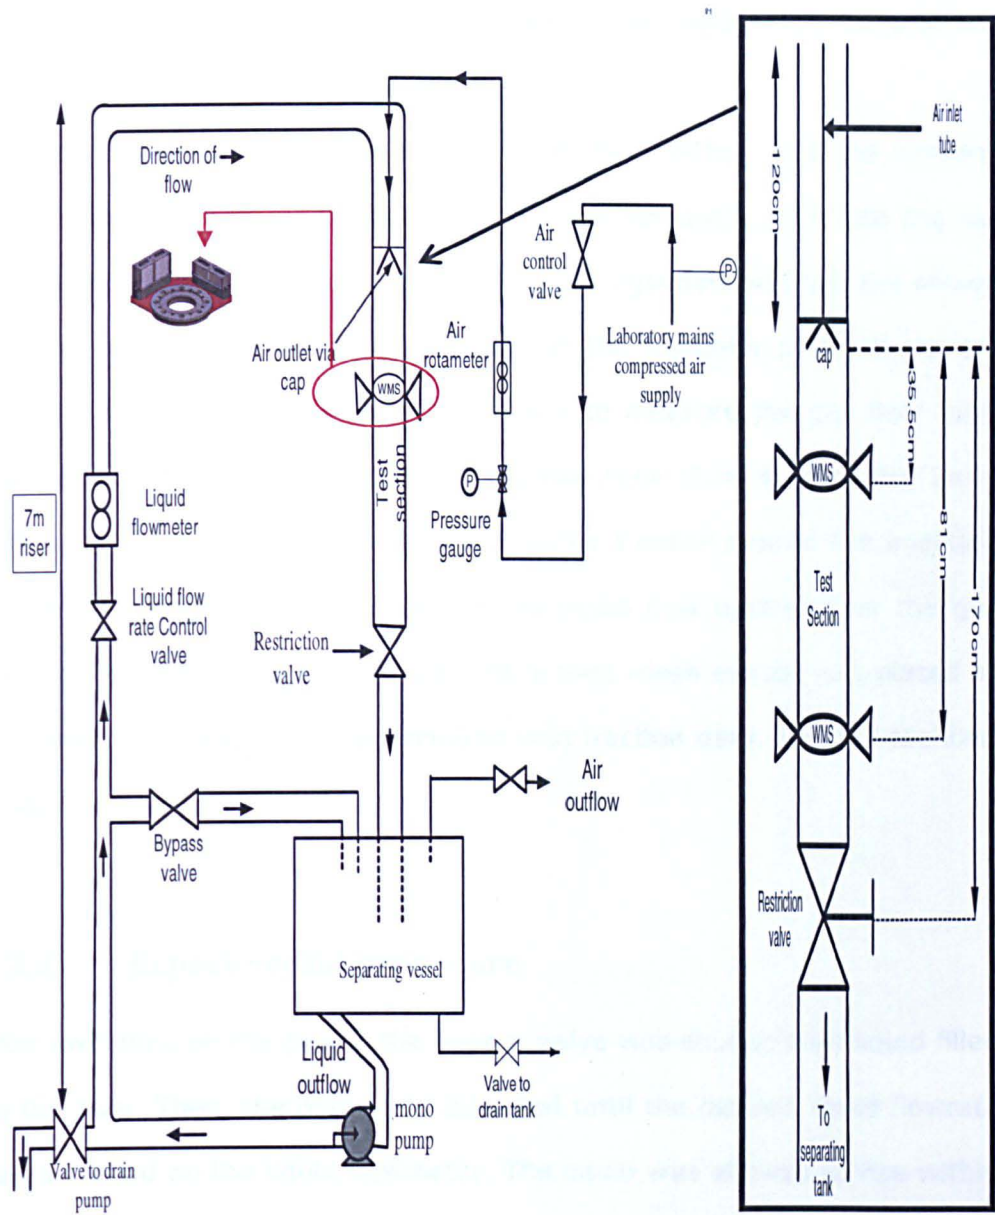 Direction of
flow
Air outlet via
cap
WMS
Test
section
Air
rotameter
Air
control
valve
P
Laboratory mains
compressed air
supply
P
Pressure
gauge
7m
riser
Liquid
flowmeter
Liquid flow
rate Control
valve
Restriction
valve
Bypass
valve
Air
outflow
Separating vessel
Liquid
outflow
mono
pump
Valve to
drain tank
Valve to drain
pump
120cm
Air inlet
tube
cap
35.5cm
81cm
170cm
WMS
Test
Section
WMS
Restriction
valve
To
separating
tank